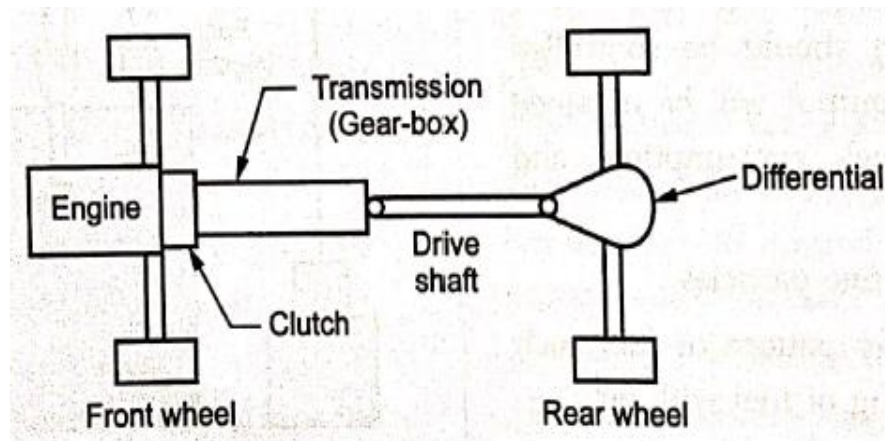 Transmission
(Gear-box)
Engine
Differential
Drive
shaft
Clutch
Front wheel
Rear wheel